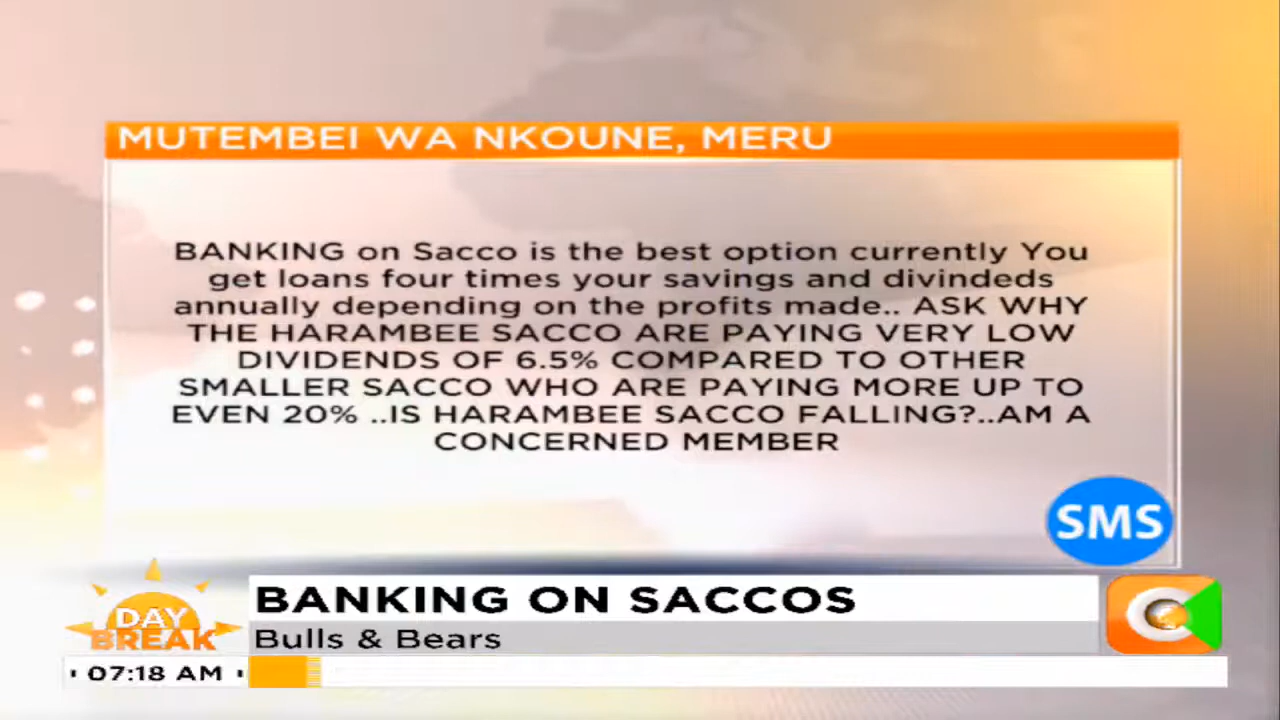 MUTEMBEI WA NKOUNE, MERU
BANKING on Sacco is the best option currently You
get loans four times your savings and divindeds
annually depending on the profits made.. ASK WHY
THE HARAMBEE SACCO ARE PAYING VERY LOW
DIVIDENDS OF 6.5% COMPARED TO OTHER
SMALLER SACCO WHO ARE PAYING MORE UP TO
EVEN 20% ..IS HARAMBEE SACCO FALLING?..AM A
CONCERNED MEMBER
SMS
DAY
BREAK
BANKING ON SACCOS
Bulls & Bears
07:18 AM